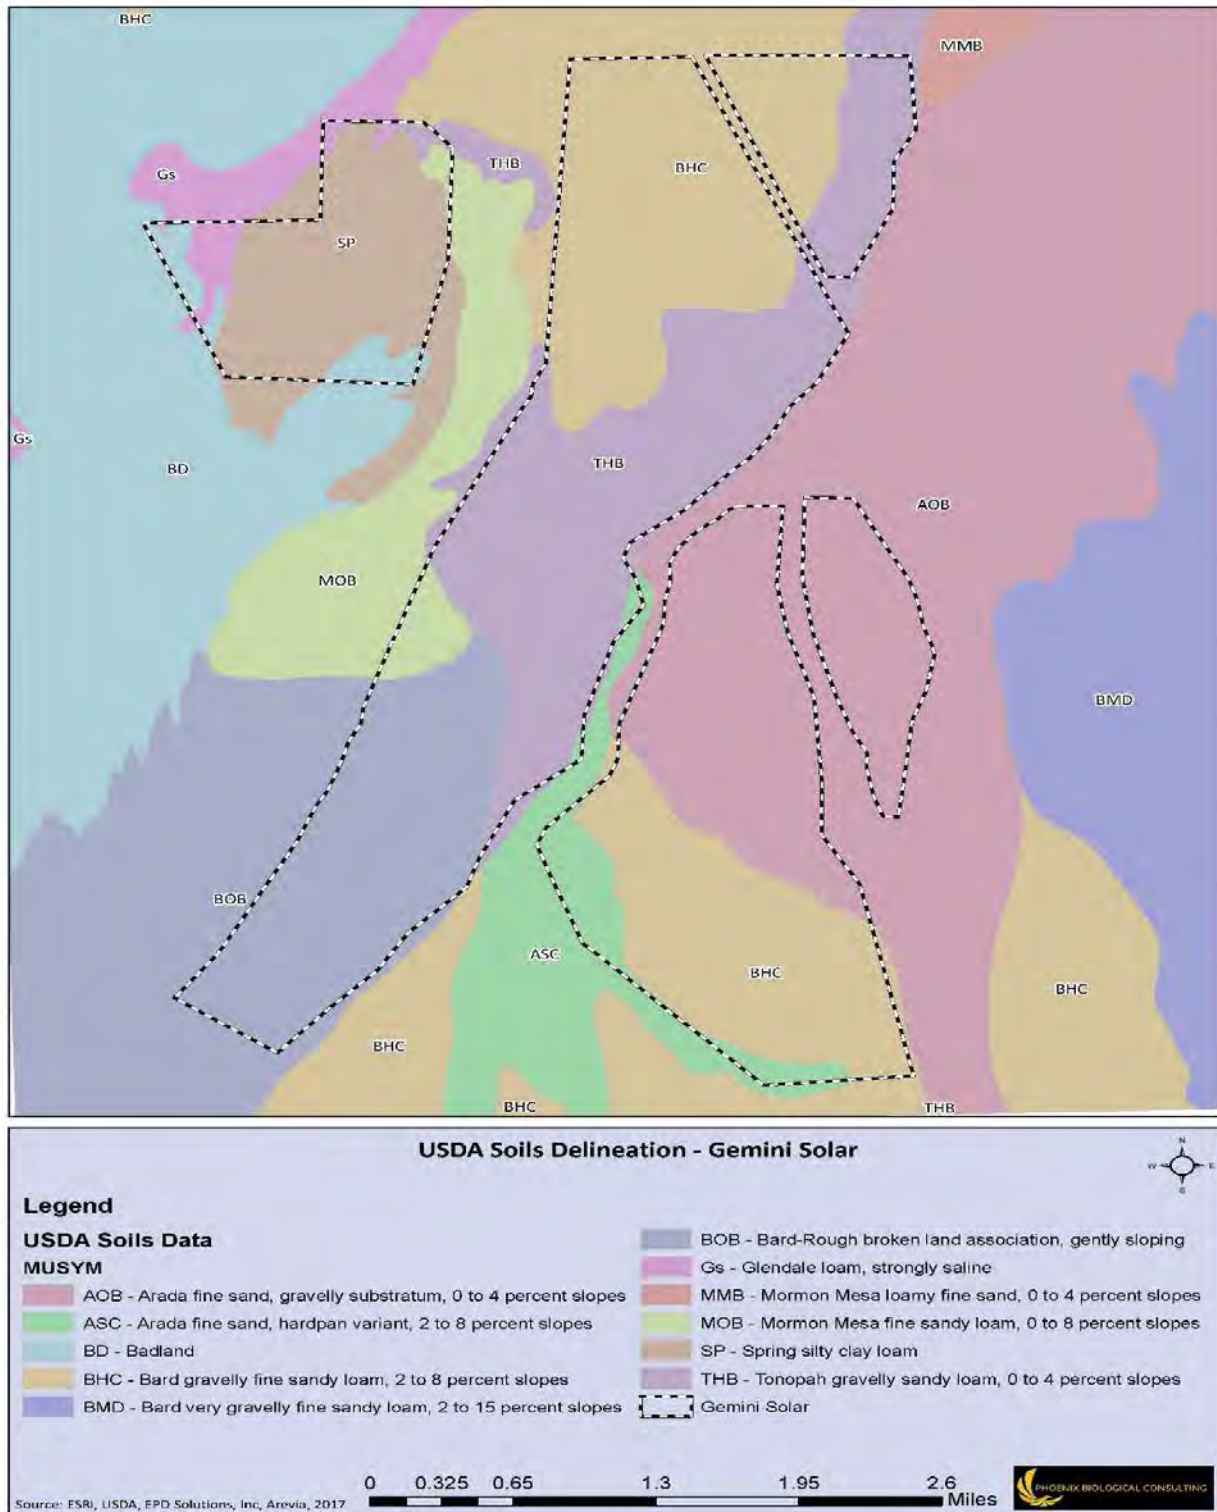 BHC
MMB
THB
BHC
Gs
SP
Gs
BD
THB
AOB
MOB
BMD
BOB
ASC
BHC
BHC
BHC
BHC
THB
USDA Soils Delineation - Gemini Solar
N
W E
S
Legend
USDA Soils Data
MUSYM
AOB - Arada fine sand, gravelly substratum, 0 to 4 percent slopes
ASC - Arada fine sand, hardpan variant, 2 to 8 percent slopes
BD - Badland
BHC - Bard gravelly fine sandy loam, 2 to 8 percent slopes
BMD - Bard very gravelly fine sandy loam, 2 to 15 percent slopes
BOB - Bard-Rough broken land association, gently sloping
Gs - Glendale loam, strongly saline
MMB - Mormon Mesa loamy fine sand, 0 to 4 percent slopes
MOB - Mormon Mesa fine sandy loam, 0 to 8 percent slopes
SP - Spring silty clay loam
THB - Tonopah gravelly sandy loam, 0 to 4 percent slopes
Gemini Solar
0 0.325 0.65 1.3 1.95 2.6
Miles
Source: ESRI, USDA, EPD Solutions, Inc, Arevia, 2017
PHOENIX BIOLOGICAL CONSULTING